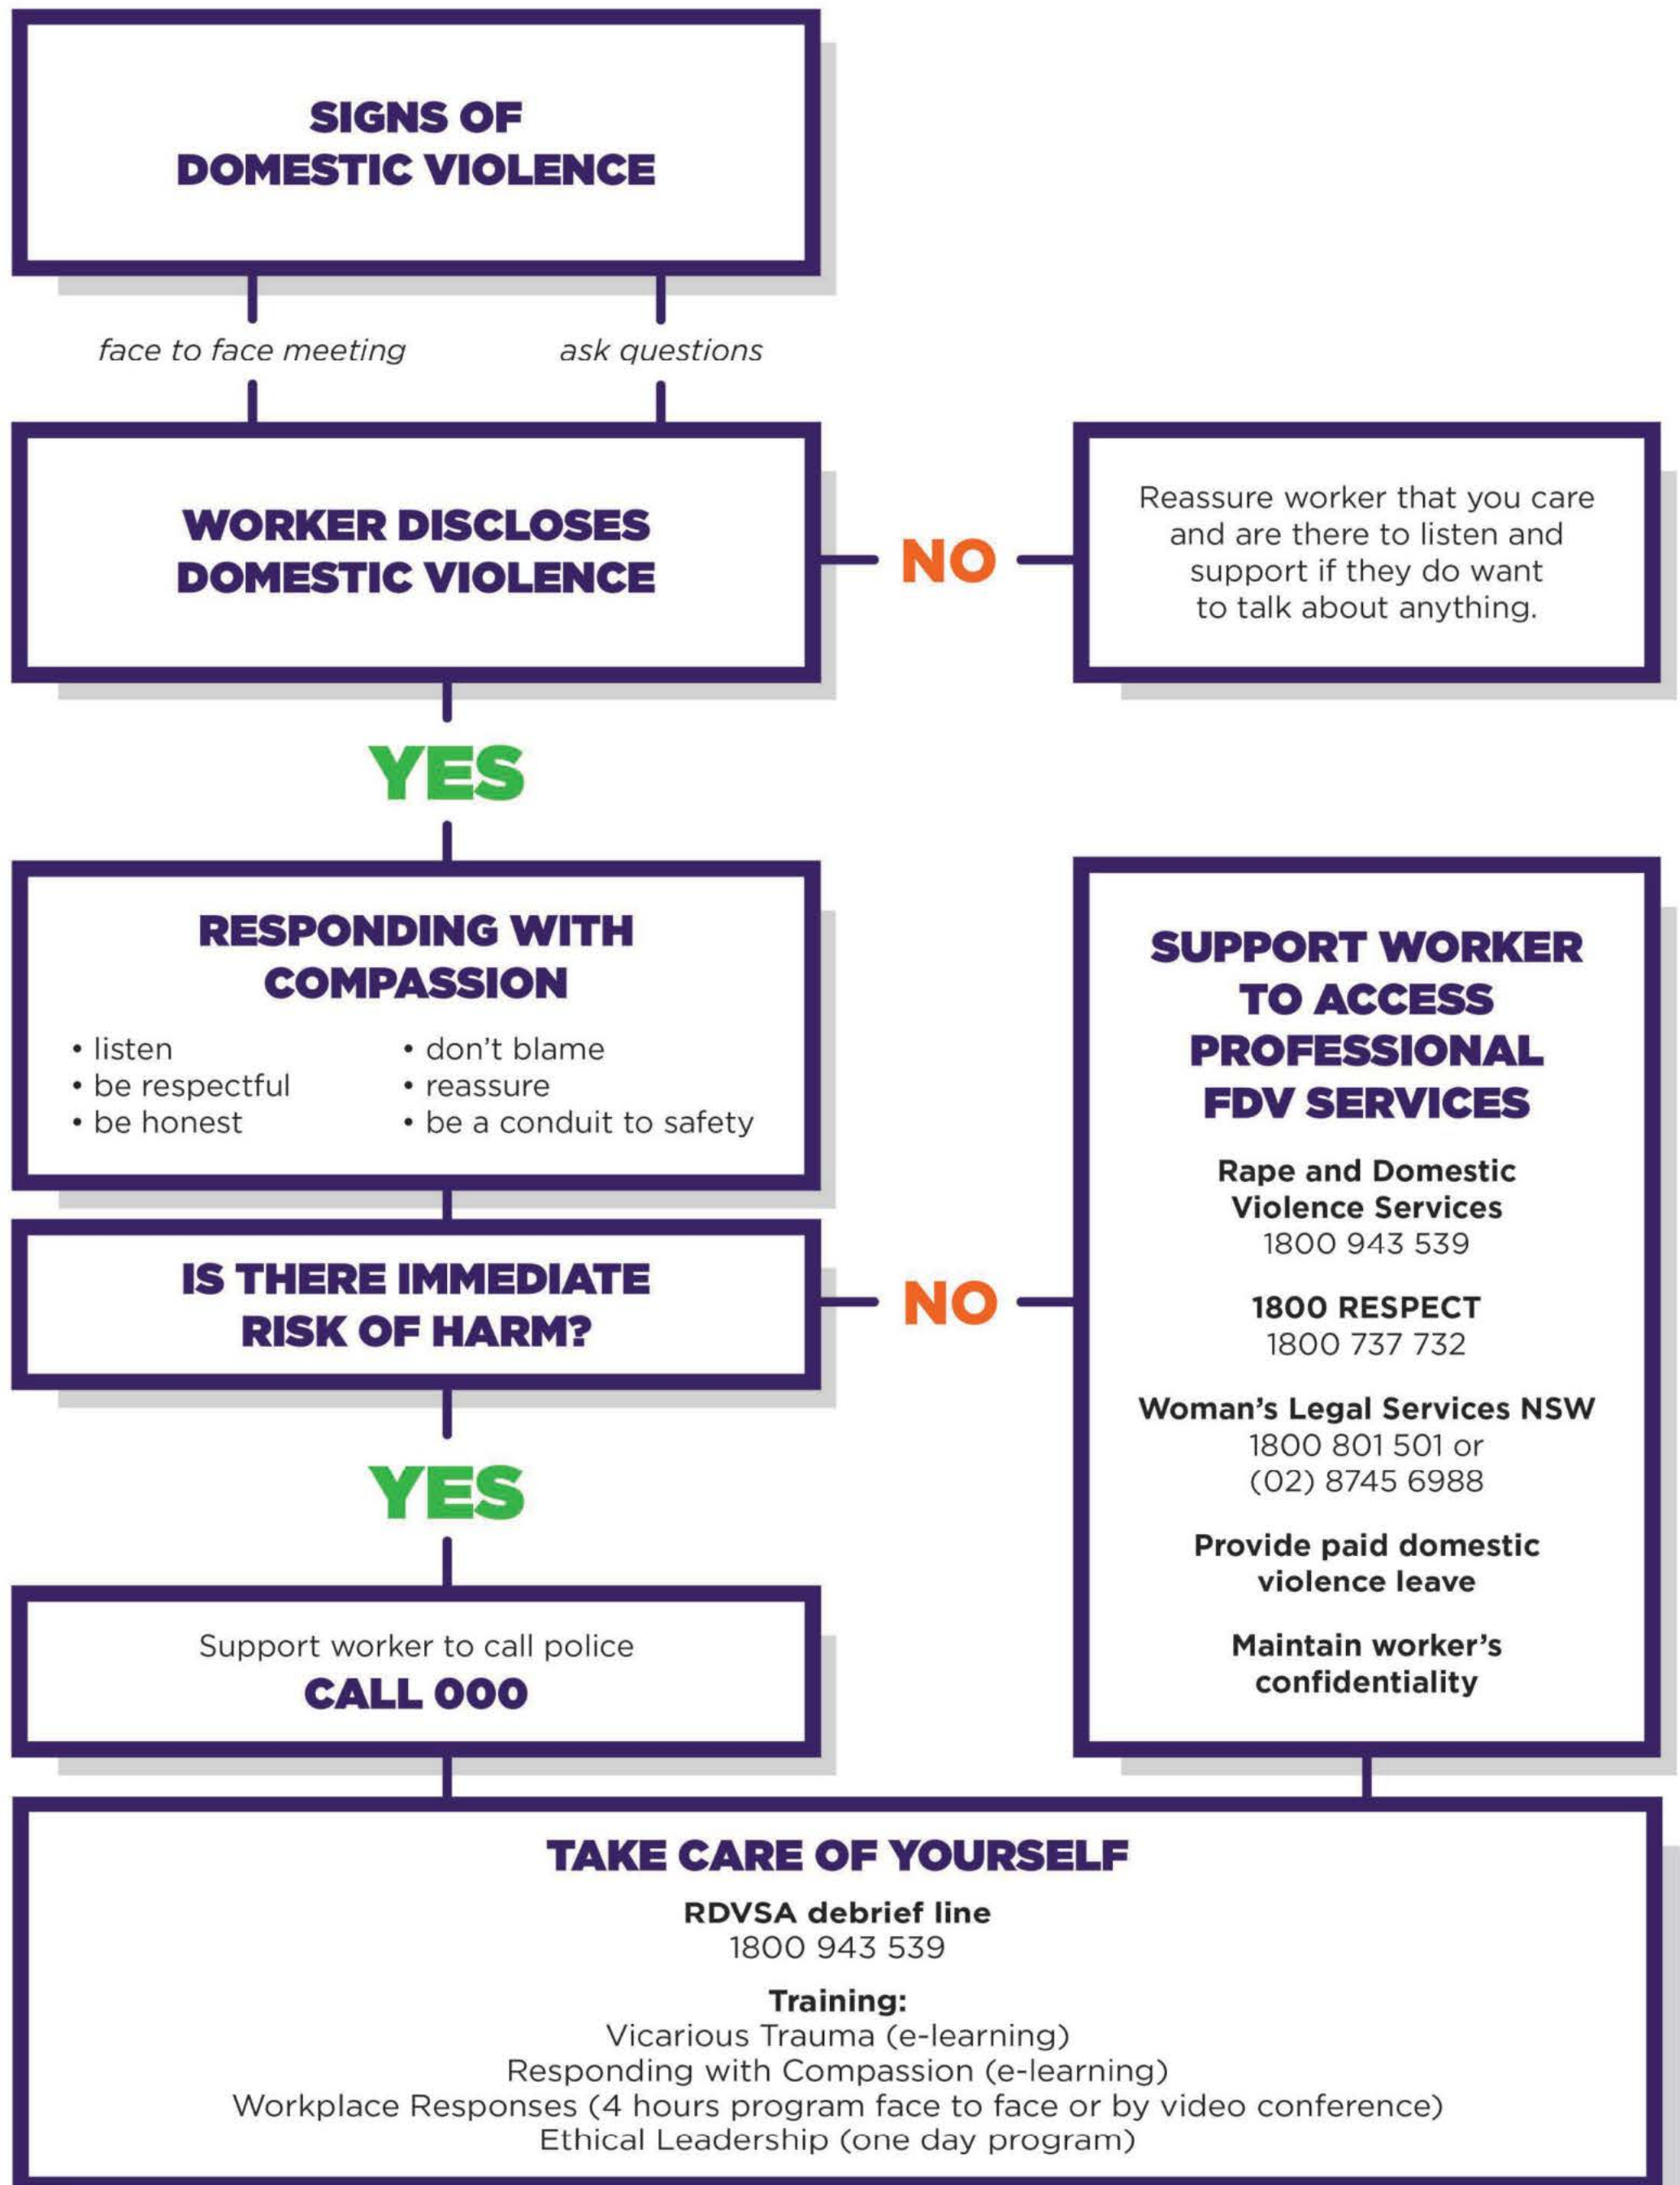 SIGNS OF
DOMESTIC VIOLENCE
face to face meeting
ask questions
WORKER DISCLOSES
DOMESTIC VIOLENCE
NO
Reassure worker that you care
and are there to listen and
support if they do want
to talk about anything.
YES
RESPONDING WITH
COMPASSION
• listen
• be respectful
• be honest
• don't blame
• reassure
• be a conduit to safety
IS THERE IMMEDIATE
RISK OF HARM?
NO
SUPPORT WORKER
TO ACCESS
PROFESSIONAL
FDV SERVICES
Rape and Domestic
Violence Services
1800 943 539
1800 RESPECT
1800 737 732
Woman's Legal Services NSW
1800 801 501 or
(02) 8745 6988
Provide paid domestic
violence leave
Maintain worker's
confidentiality
YES
Support worker to call police
CALL 000
TAKE CARE OF YOURSELF
RDVSA debrief line
1800 943 539
Training:
Vicarious Trauma (e-learning)
Responding with Compassion (e-learning)
Workplace Responses (4 hours program face to face or by video conference)
Ethical Leadership (one day program)